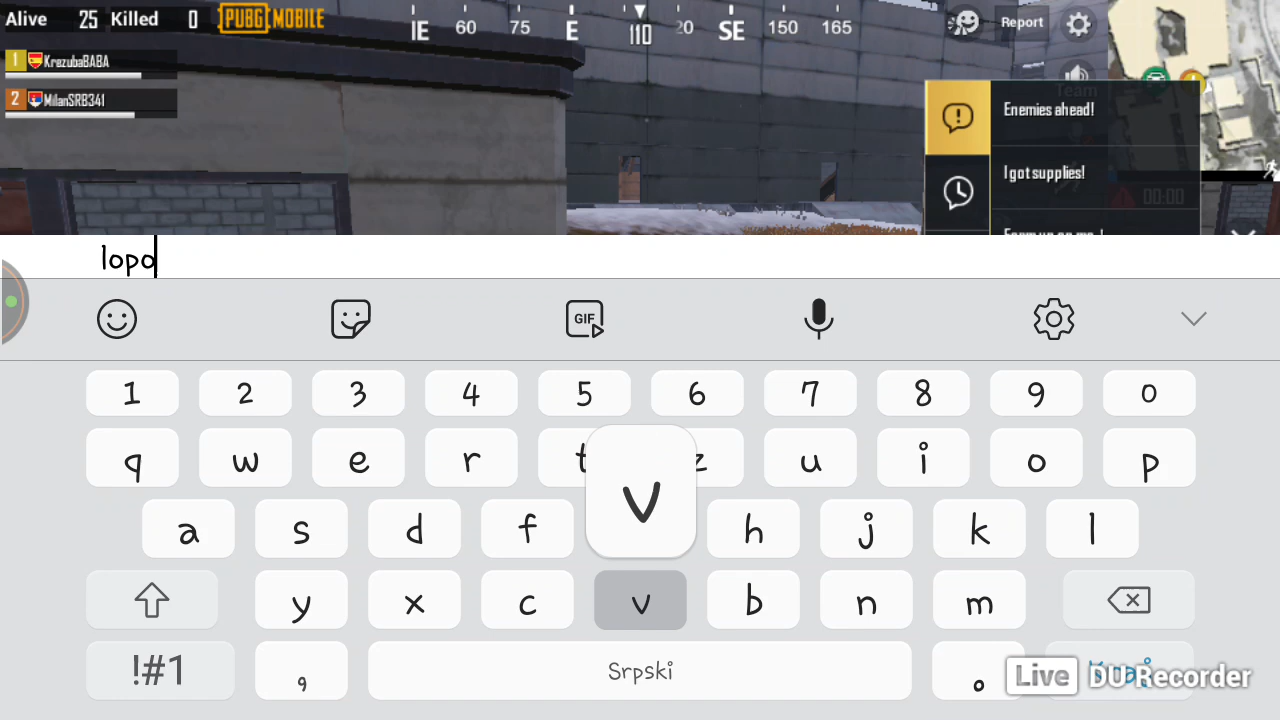 Alive 25 Killed 0 PUBG MOBILE
IE 60 75 E 110 20 SE 150 165
Report
1 KrezubaBABA
2 MilanSRB341
Team
Enemies ahead!
I got supplies!
00:00
lopo
GIF
1 2 3 4 5 6 7 8 9 0
q w e r t z u i o p
v
a s d f h j k l
y x c v b n m
!#1 , Srpski .
Live DU Recorder